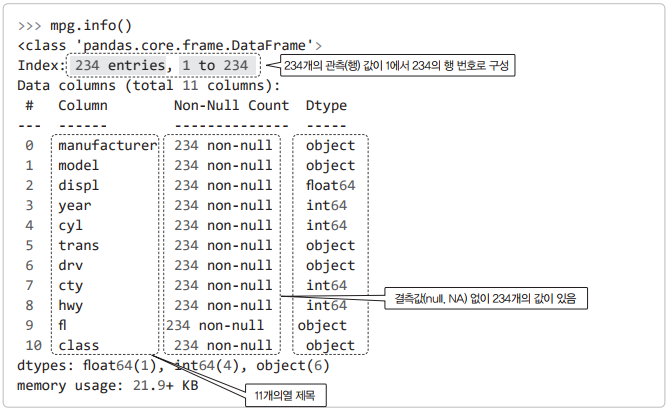 >>> mpg.info()
<class 'pandas.core.frame.DataFrame'>
Index: 234 entries, 1 to 234
234개의 관측(행) 값이 1에서 234의 행 번호로 구성
Data columns (total 11 columns):
# Column Non-Null Count Dtype
--- ------ -------------- -----
0 manufacturer 234 non-null object
1 model 234 non-null object
2 displ 234 non-null float64
3 year 234 non-null int64
4 cyl 234 non-null int64
5 trans 234 non-null object
6 drv 234 non-null object
7 cty 234 non-null int64
결측값(null, NA) 없이 234개의 값이 있음
8 hwy 234 non-null int64
9 fl 234 non-null object
10 class 234 non-null object
dtypes: float64(1), int64(4), object(6)
memory usage: 21.9+ KB
11개의열 제목